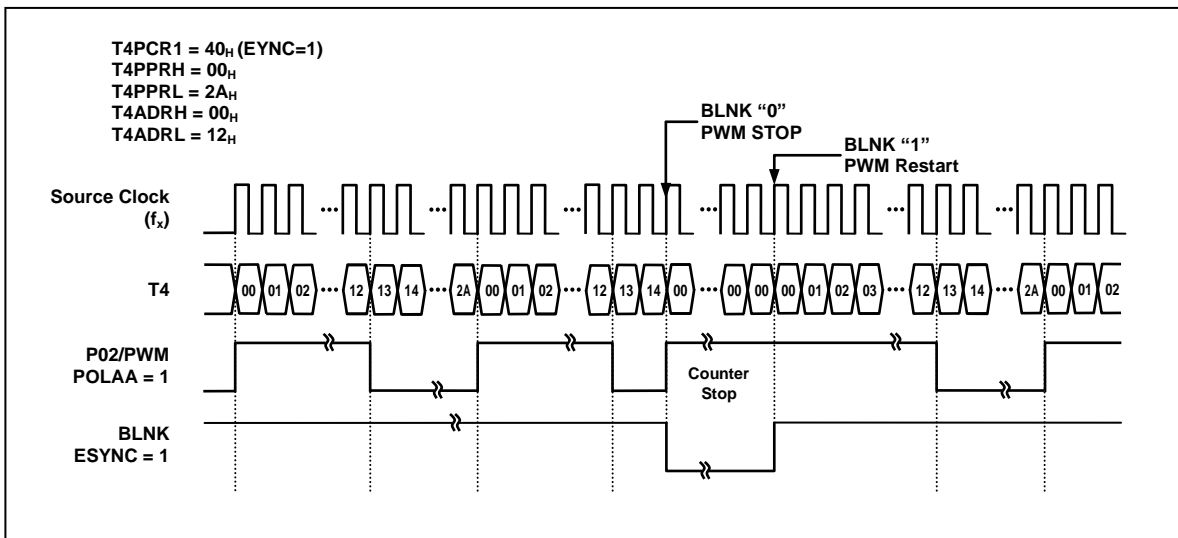 T4PCR1 = 40H (EYNC=1)
T4PPRH = 00H
T4PPRL = 2AH
T4ADRH = 00H
T4ADRL = 12H
BLNK “0”
PWM STOP
BLNK “1”
PWM Restart
Source Clock
(fx)
T4
00 01 02 ••• 12 13 14 ••• 2A 00 01 02 ••• 12 13 14 00 ••• 00 00 00 01 02 03 ••• 12 13 14 ••• 2A 00 01 02
P02/PWM
POLAA = 1
Counter
Stop
BLNK
ESYNC = 1